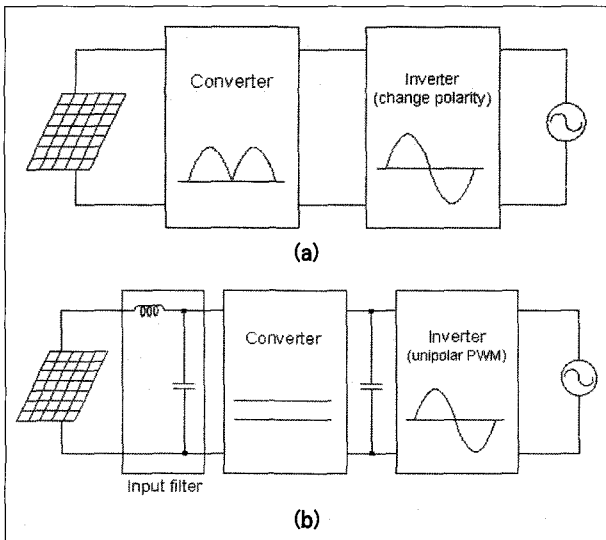 Converter
Inverter
(change polarity)
(a)
Converter
Inverter
(unipolar PWM)
Input filter
(b)